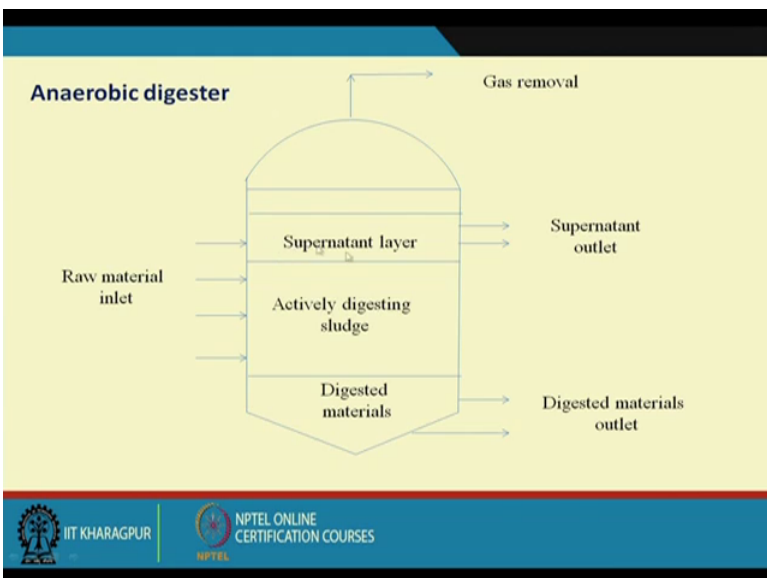 Anaerobic digester
Gas removal
Supernatant layer
Supernatant
outlet
Raw material
inlet
Actively digesting
sludge
Digested
materials
Digested materials
outlet
IIT KHARAGPUR
NPTEL
NPTEL ONLINE
CERTIFICATION COURSES